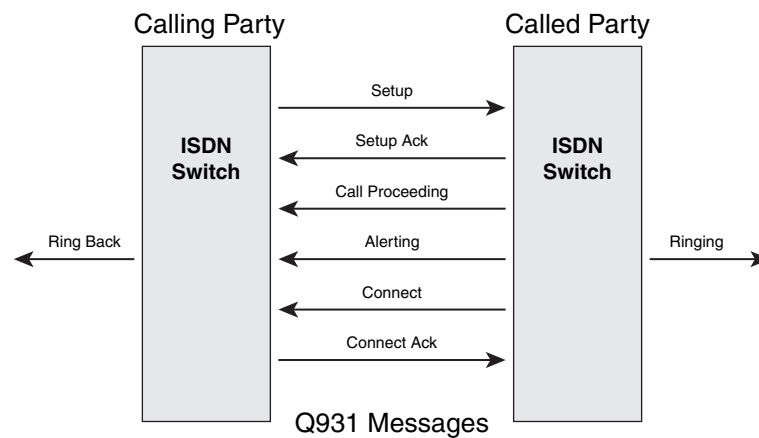 Calling Party
Called Party
Setup
ISDN
Switch
ISDN
Switch
Setup Ack
Call Proceeding
Ring Back
Alerting
Ringing
Connect
Connect Ack
Q931 Messages